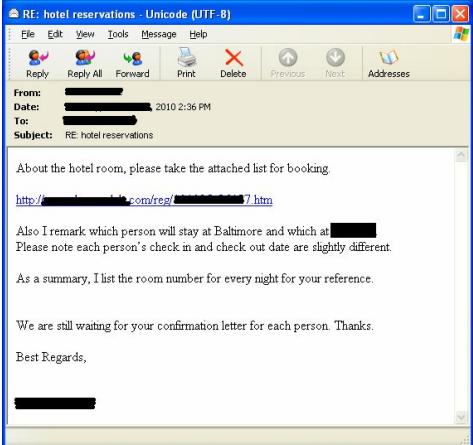 RE: hotel reservations - Unicode (UTF-8)
File Edit View Tools Message Help
Reply Reply All Forward Print Delete Previous Next Addresses
From:
Date: , 2010 2:36 PM
To:
Subject: RE: hotel reservations
About the hotel room, please take the attached list for booking.
http:// .com/reg/ 7.htm
Also I remark which person will stay at Baltimore and which at
Please note each person's check in and check out date are slightly different.
As a summary, I list the room number for every night for your reference.
We are still waiting for your confirmation letter for each person. Thanks.
Best Regards,